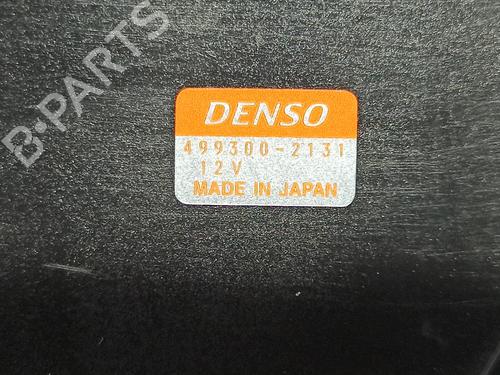 B-PARTS
DENSO
499300-2131
12V
MADE IN JAPAN